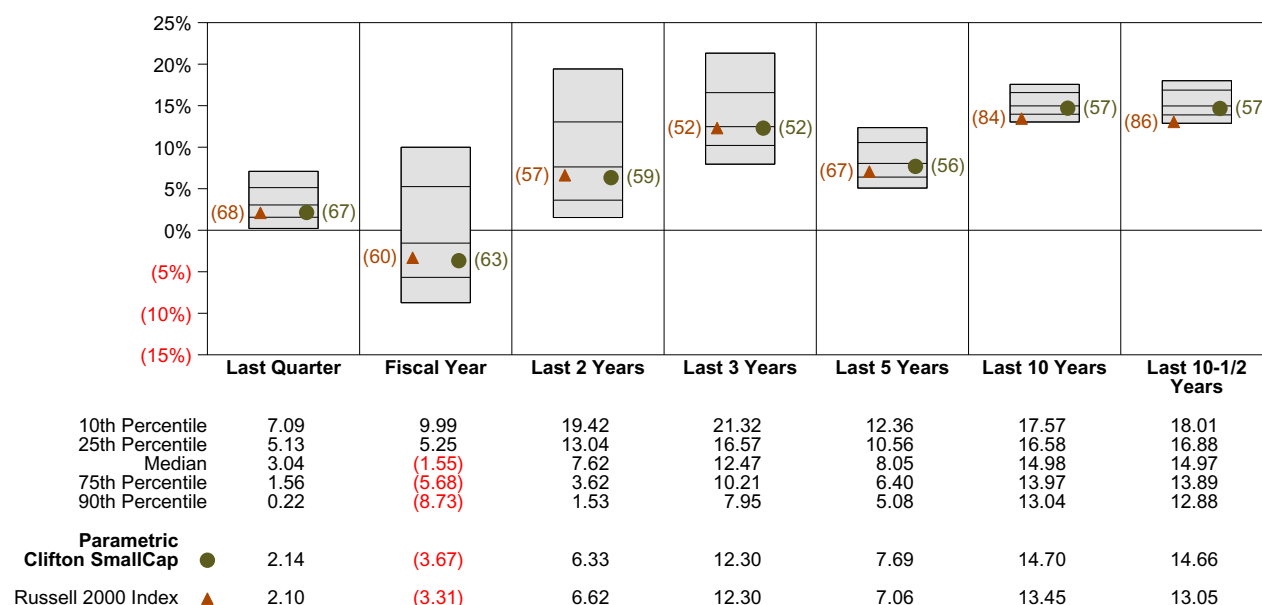 25%
20%
15%
10%
5%
0%
(5%)
(10%)
(15%)
(68) (67)
(60) (63)
(57) (59)
(52) (52)
(67) (56)
(84) (57)
(86) (57
Last Quarter Fiscal Year Last 2 Years Last 3 Years Last 5 Years Last 10 Years Last 10-1/2
Years
10th Percentile 7.09 9.99 19.42 21.32 12.36 17.57 18.01
25th Percentile 5.13 5.25 13.04 16.57 10.56 16.58 16.88
Median 3.04 (1.55) 7.62 12.47 8.05 14.98 14.97
75th Percentile 1.56 (5.68) 3.62 10.21 6.40 13.97 13.89
90th Percentile 0.22 (8.73) 1.53 7.95 5.08 13.04 12.88
Parametric
Clifton SmallCap 2.14 (3.67) 6.33 12.30 7.69 14.70 14.66
Russell 2000 Index 2.10 (3.31) 6.62 12.30 7.06 13.45 13.05